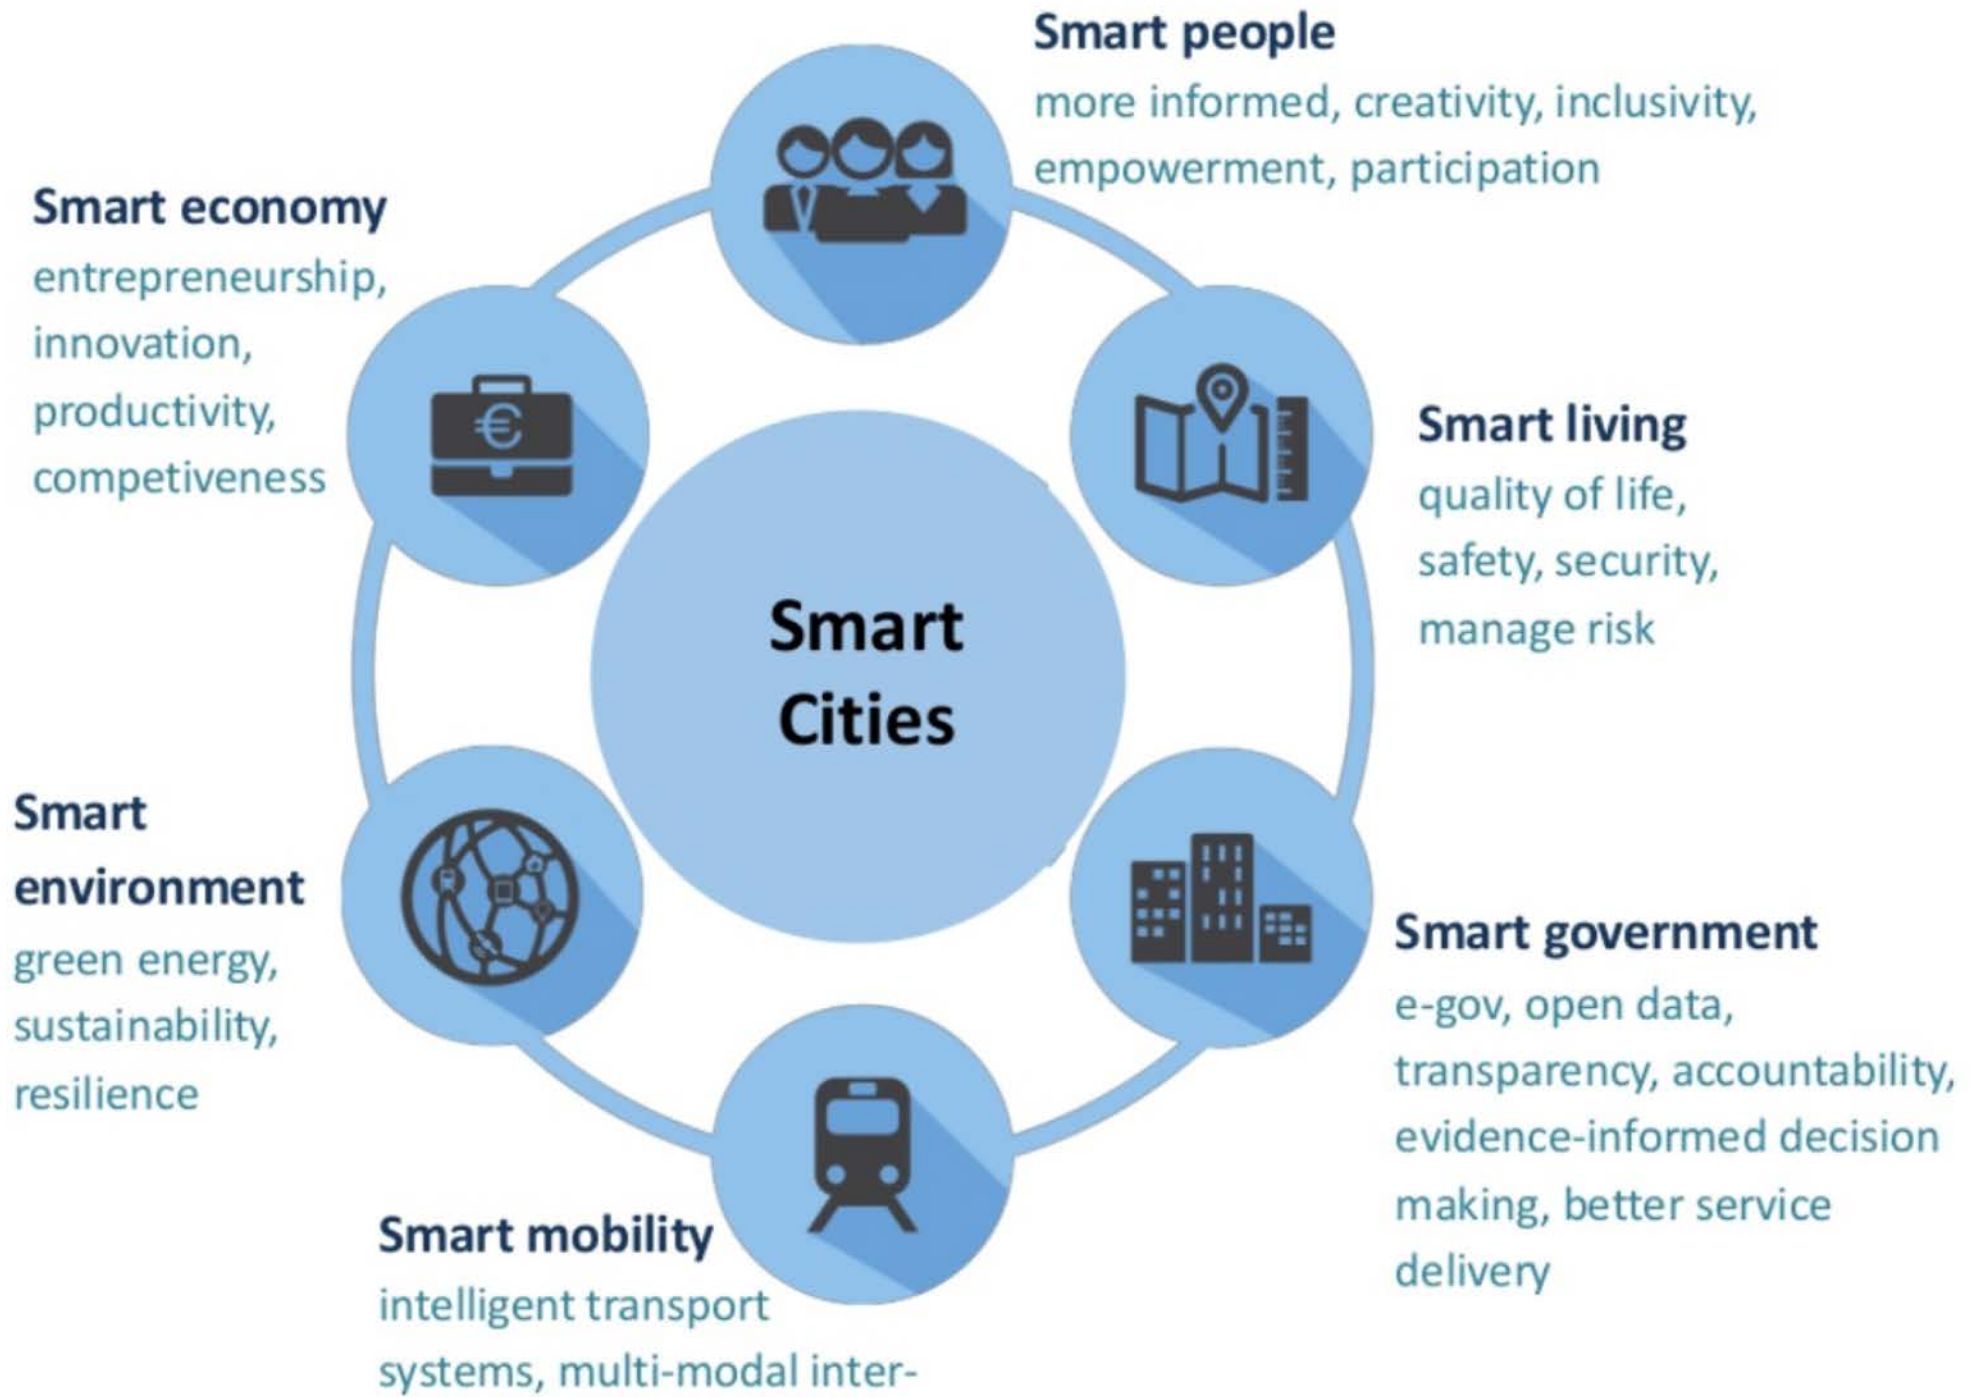 Smart people
more informed, creativity, inclusivity,
empowerment, participation
Smart economy
entrepreneurship,
innovation,
productivity,
competiveness
€
Smart living
quality of life,
safety, security,
manage risk
Smart
Cities
Smart
environment
green energy,
sustainability,
resilience
Smart government
e-gov, open data,
transparency, accountability,
evidence-informed decision
making, better service
delivery
Smart mobility
intelligent transport
systems, multi-modal inter-